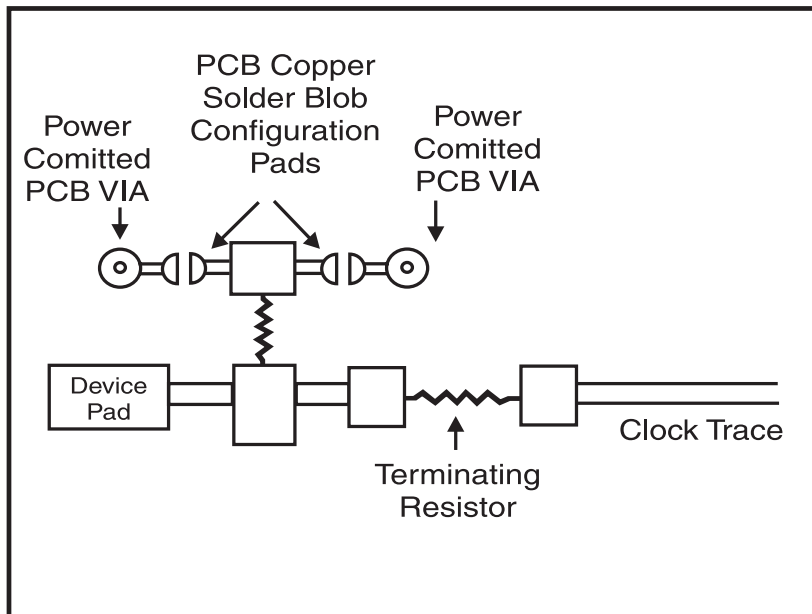 PCB Copper
Solder Blob
Configuration
Pads
Power
Comitted
PCB VIA
Power
Comitted
PCB VIA
Device
Pad
Clock Trace
Terminating
Resistor